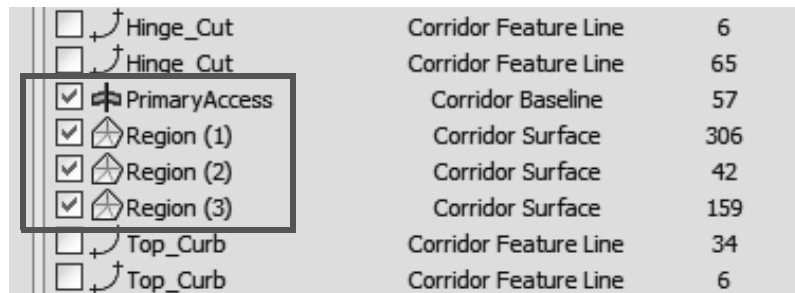 Hinge_Cut Corridor Feature Line 6
Hinge_Cut Corridor Feature Line 65
PrimaryAccess Corridor Baseline 57
Region (1) Corridor Surface 306
Region (2) Corridor Surface 42
Region (3) Corridor Surface 159
Top_Curb Corridor Feature Line 34
Top_Curb Corridor Feature Line 6